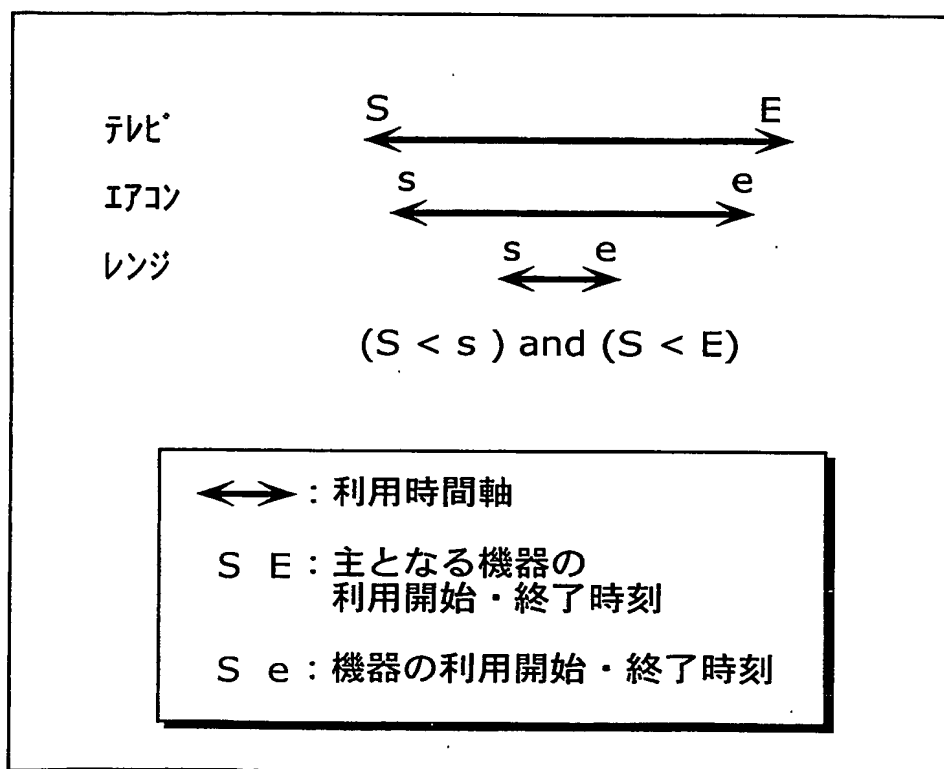 S E
テレビ
s e
エアコン
s e
レンジ
(S < s ) and (S < E)
: 利用時間軸
S E : 主となる機器の
利用開始・終了時刻
S e : 機器の利用開始・終了時刻